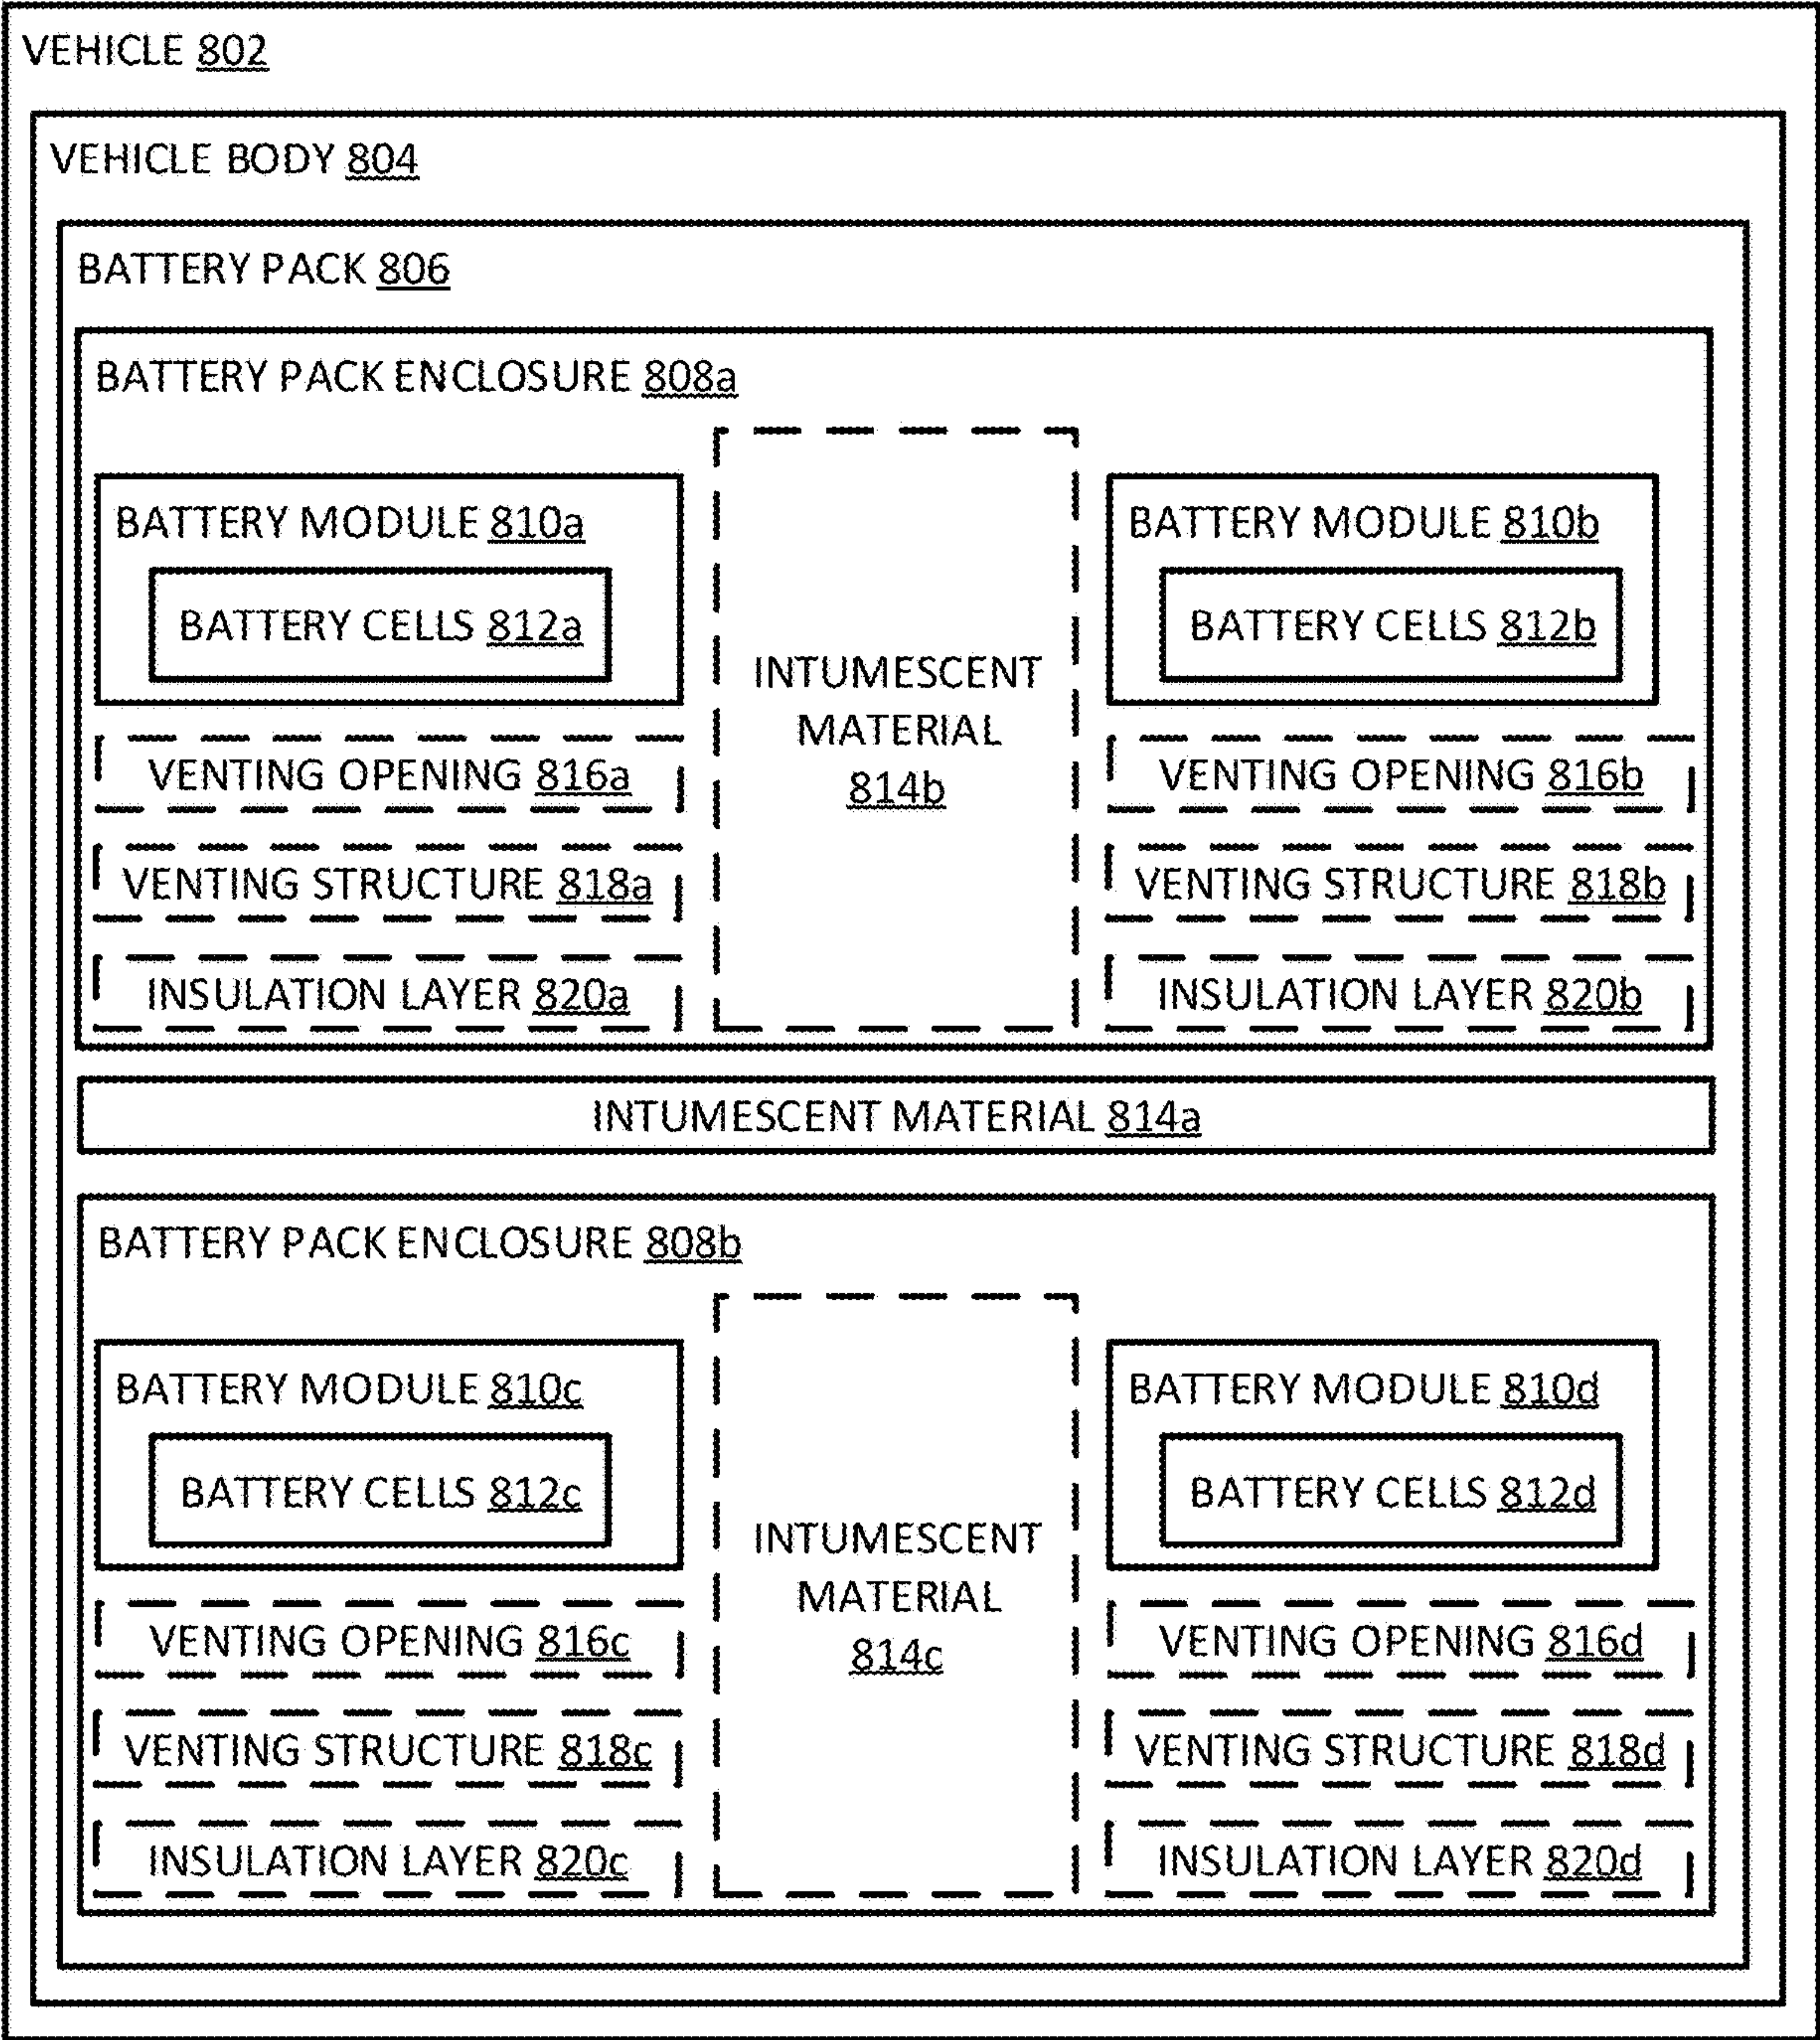 VEHICLE 802
VEHICLE BODY 804
BATTERY PACK 806
BATTERY PACK ENCLOSURE 808a
BATTERY MODULE 810a
BATTERY CELLS 812a
VENTING OPENING 816a
VENTING STRUCTURE 818a
INSULATION LAYER 820a
INTUMESCENT
MATERIAL
814b
BATTERY MODULE 810b
BATTERY CELLS 812b
VENTING OPENING 816b
VENTING STRUCTURE 818b
INSULATION LAYER 820b
INTUMESCENT MATERIAL 814a
BATTERY PACK ENCLOSURE 808b
BATTERY MODULE 810c
BATTERY CELLS 812c
VENTING OPENING 816c
VENTING STRUCTURE 818c
INSULATION LAYER 820c
INTUMESCENT
MATERIAL
814c
BATTERY MODULE 810d
BATTERY CELLS 812d
VENTING OPENING 816d
VENTING STRUCTURE 818d
INSULATION LAYER 820d